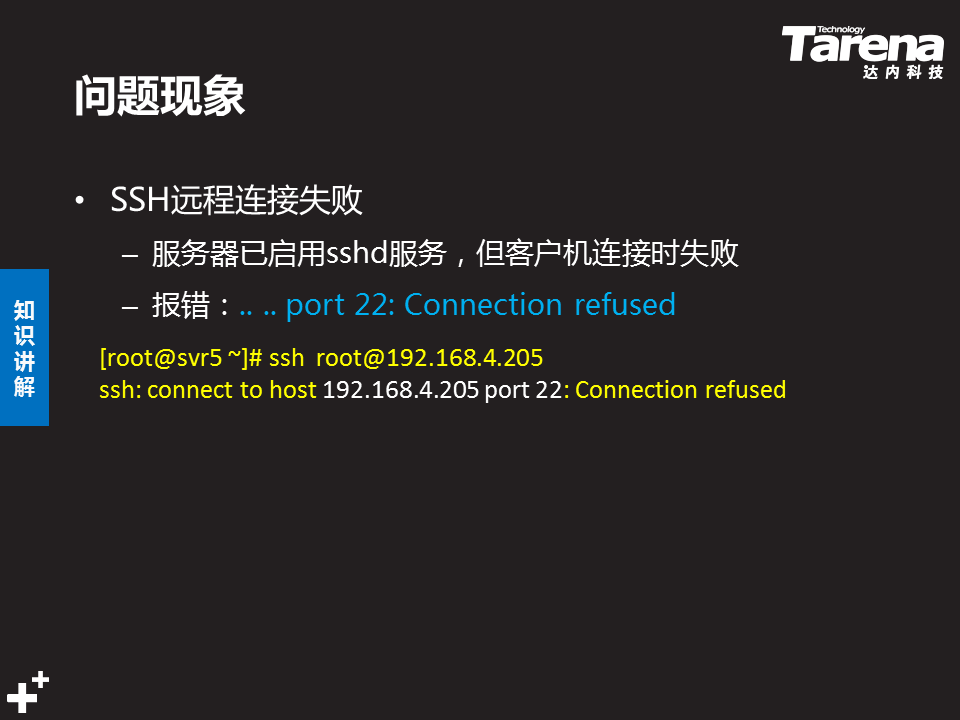 Technology
Tarena
达内科技
问题现象
• SSH远程连接失败
– 服务器已启用sshd服务，但客户机连接时失败
– 报错：.. .. port 22: Connection refused
知识讲解
[root@svr5 ~]# ssh  root@192.168.4.205
ssh: connect to host 192.168.4.205 port 22: Connection refused